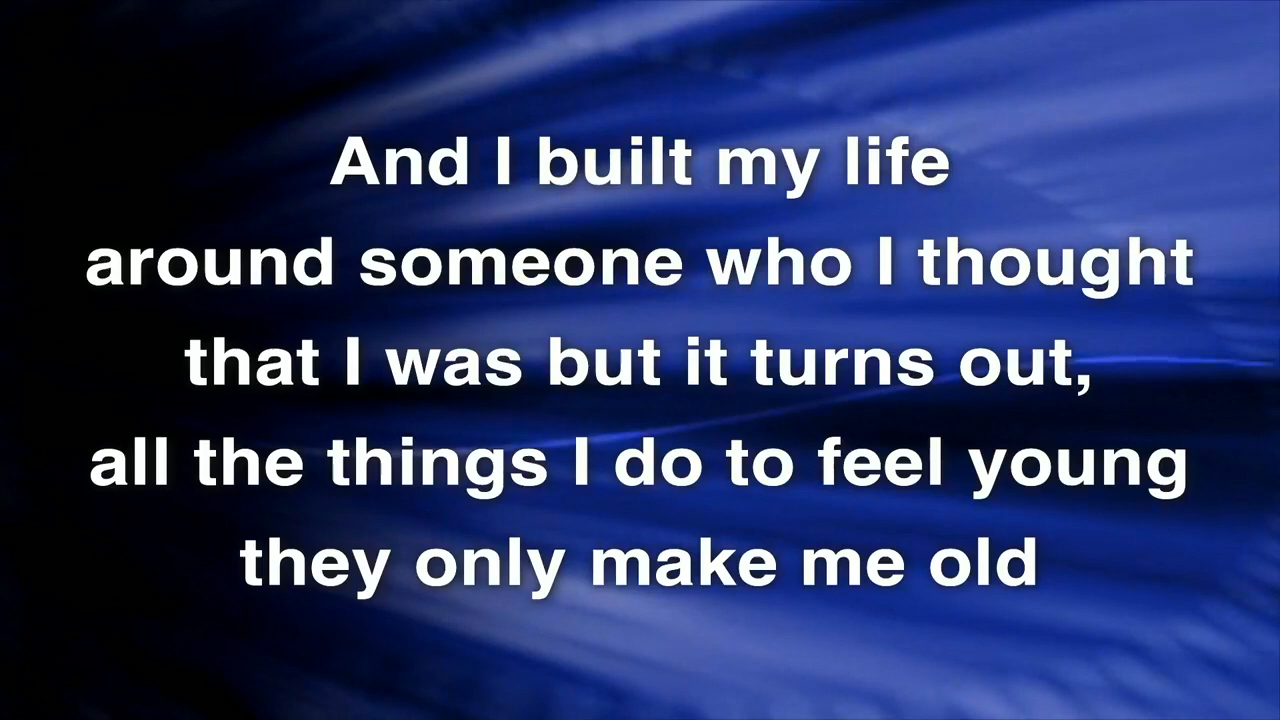 And I built my life
around someone who I thought
that I was but it turns out,
all the things I do to feel young
they only make me old